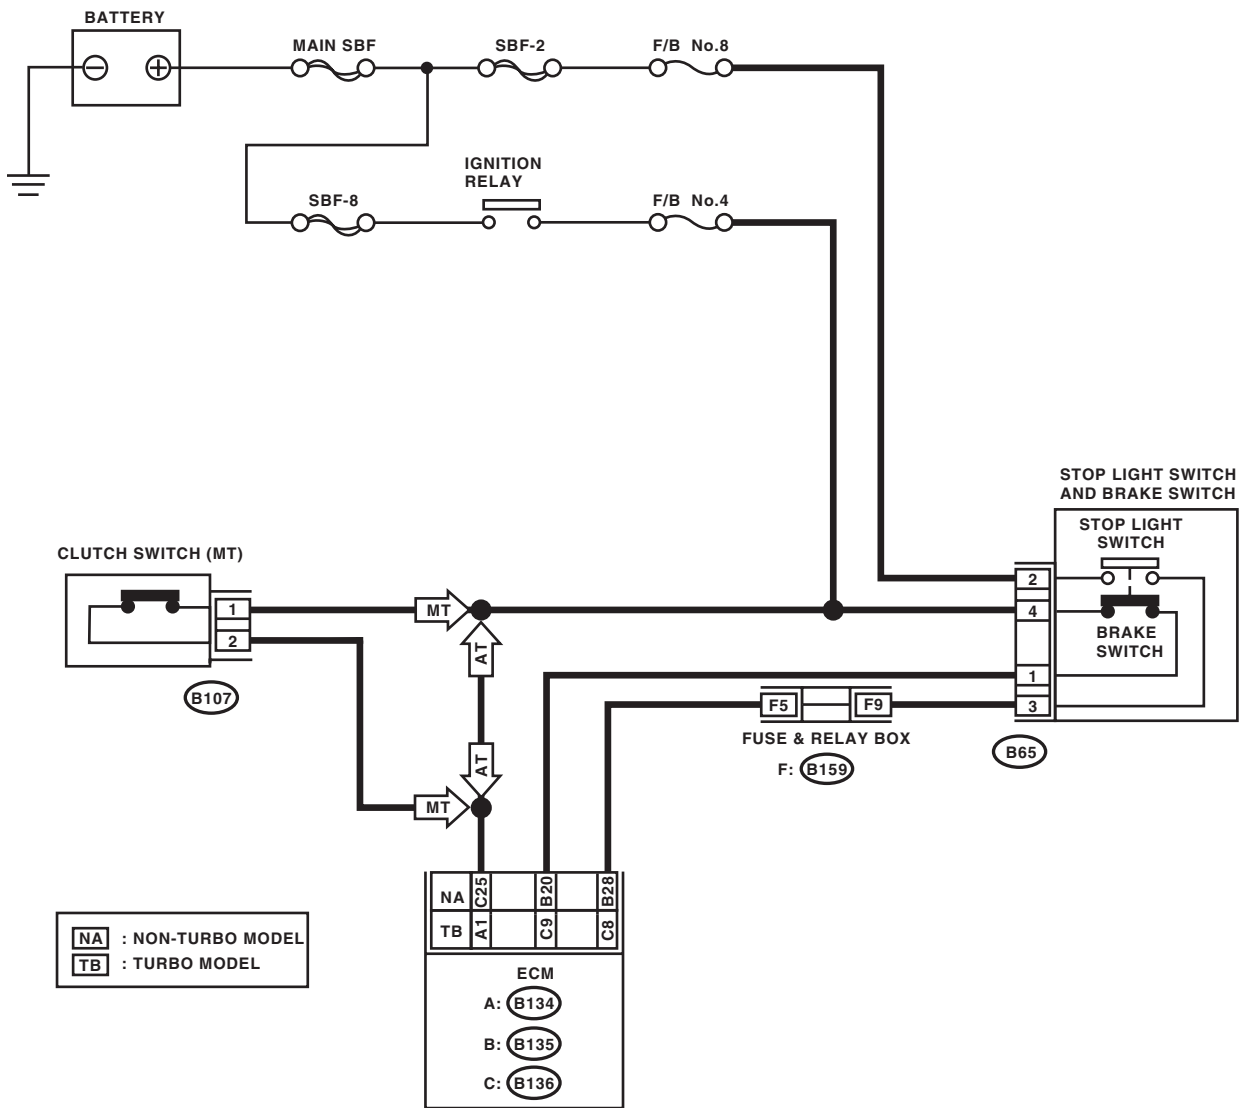 BATTERY
MAIN SBF
SBF-2
F/B No.8
IGNITION
RELAY
SBF-8
F/B No.4
STOP LIGHT SWITCH
AND BRAKE SWITCH
STOP LIGHT
SWITCH
2
4
BRAKE
SWITCH
1
3
B65
CLUTCH SWITCH (MT)
1
2
B107
MT
AT
AT
MT
F5
F9
FUSE & RELAY BOX
F: B159
NA C25 B20 B28
TB A1 C9 C8
ECM
A: B134
B: B135
C: B136
NA : NON-TURBO MODEL
TB : TURBO MODEL